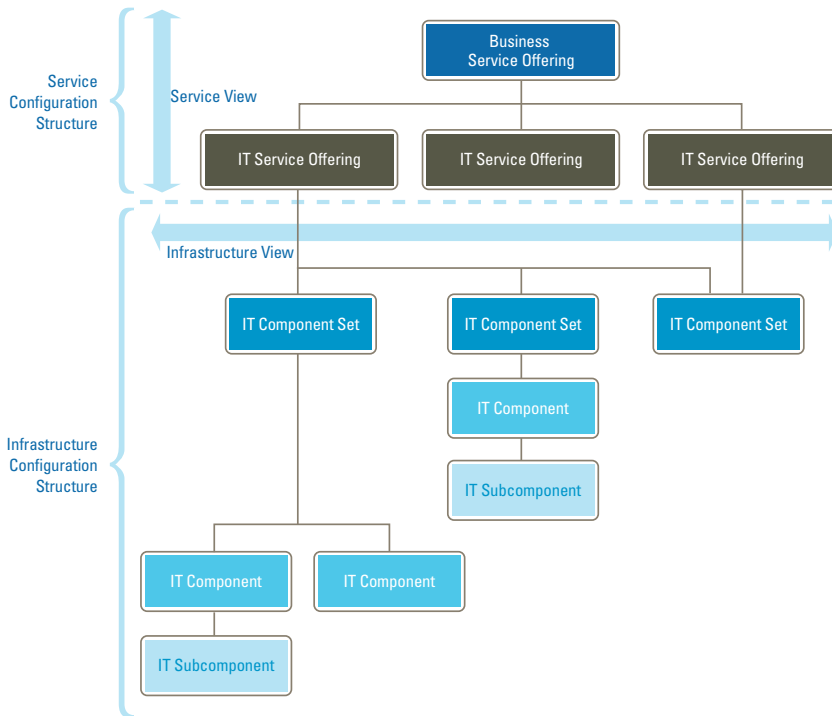 Business
Service Offering
Service
Configuration
Structure
Service View
IT Service Offering
IT Service Offering
IT Service Offering
Infrastructure View
IT Component Set
IT Component Set
IT Component Set
IT Component
Infrastructure
Configuration
Structure
IT Subcomponent
IT Component
IT Component
IT Subcomponent